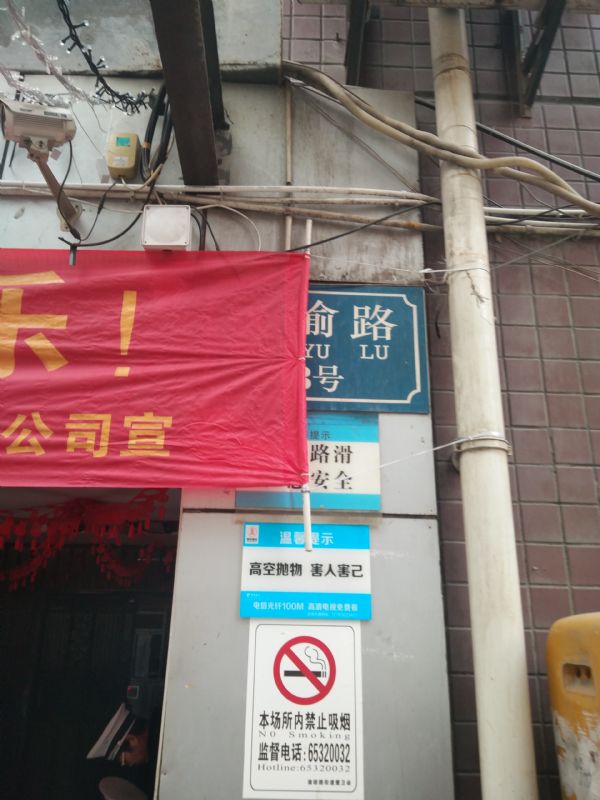 乐！
公司宣
路
YU LU
号
提示
路滑
安全
温馨提示
高空抛物 害人害己
电信光纤100M 高清电视免费看
本场所内禁止吸烟
NO Smoking
监督电话:65320032
Hotline:65320032